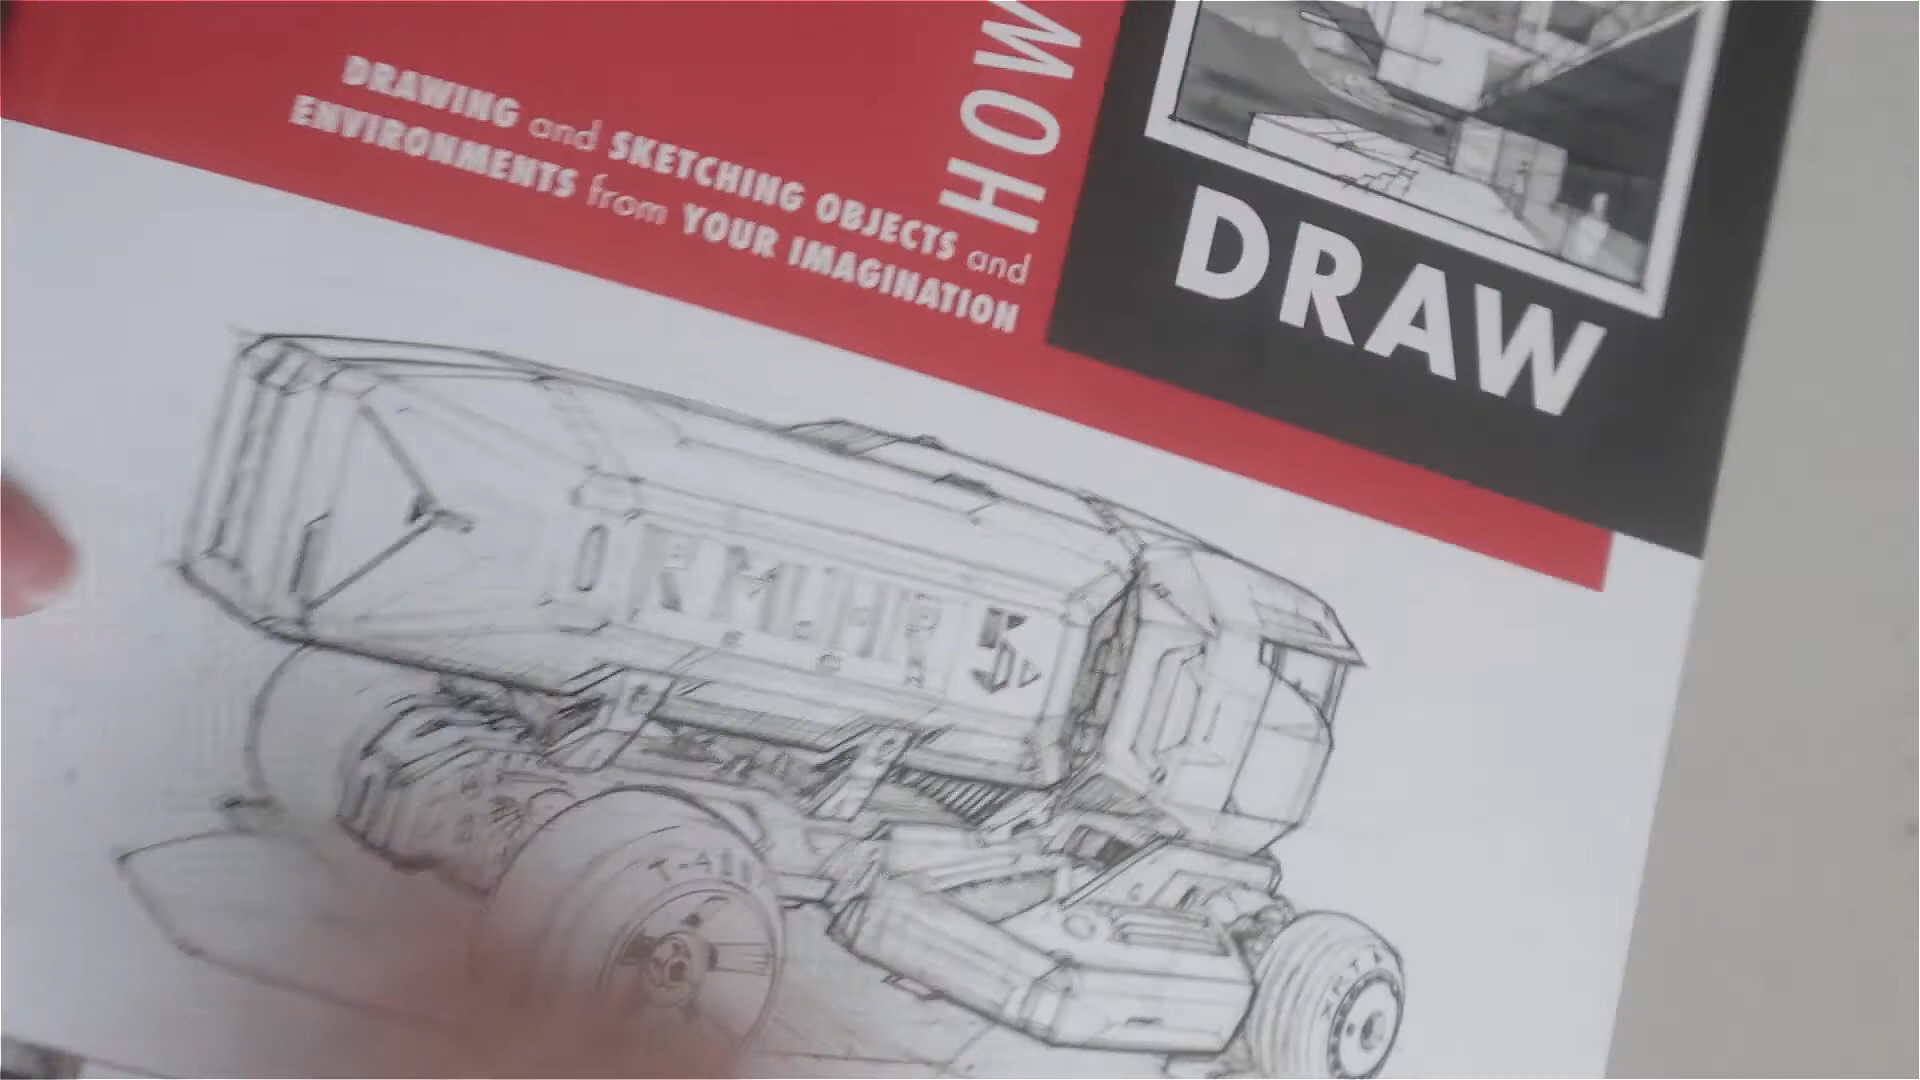 HOW
DRAW
DRAWING and SKETCHING OBJECTS and
ENVIRONMENTS from YOUR IMAGINATION
5